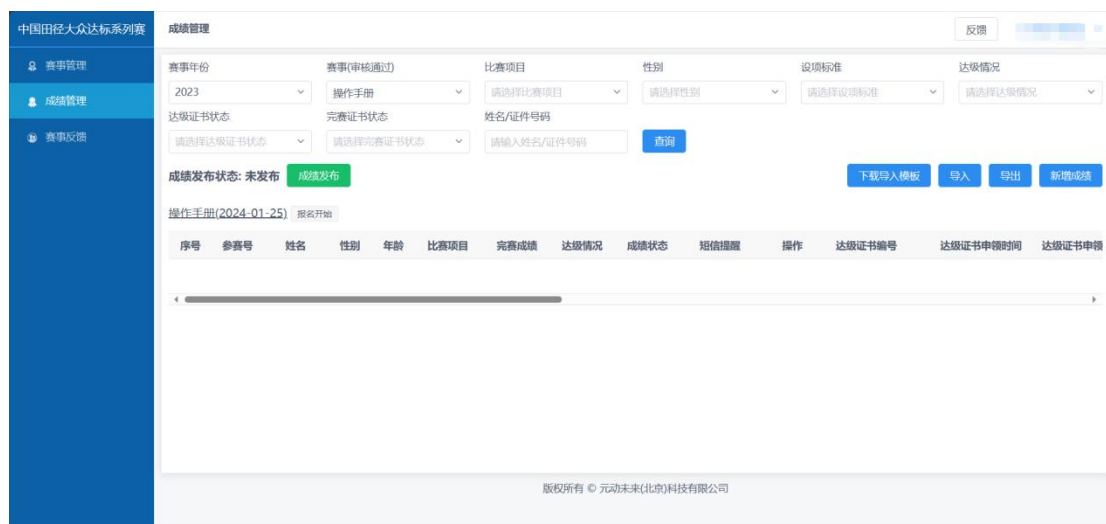 中国田径大众达标系列赛
成绩管理
反馈
赛事管理
成绩管理
赛事反馈
赛事年份 赛事(审核通过) 比赛项目 性别 设项标准 达级情况
2023 操作手册 请选择比赛项目 请选择性别 请选择设项标准 请选择达级情况
达级证书状态 完赛证书状态 姓名/证件号码
请选择达级证书状态 请选择完赛证书状态 请输入姓名/证件号码 查询
成绩发布状态: 未发布 成绩发布 下载导入模板 导入 导出 新增成绩
操作手册(2024-01-25) 报名开始
序号 参赛号 姓名 性别 年龄 比赛项目 完赛成绩 达级情况 成绩状态 短信提醒 操作 达级证书编号 达级证书申领时间 达级证书申领
版权所有 © 元动未来(北京)科技有限公司